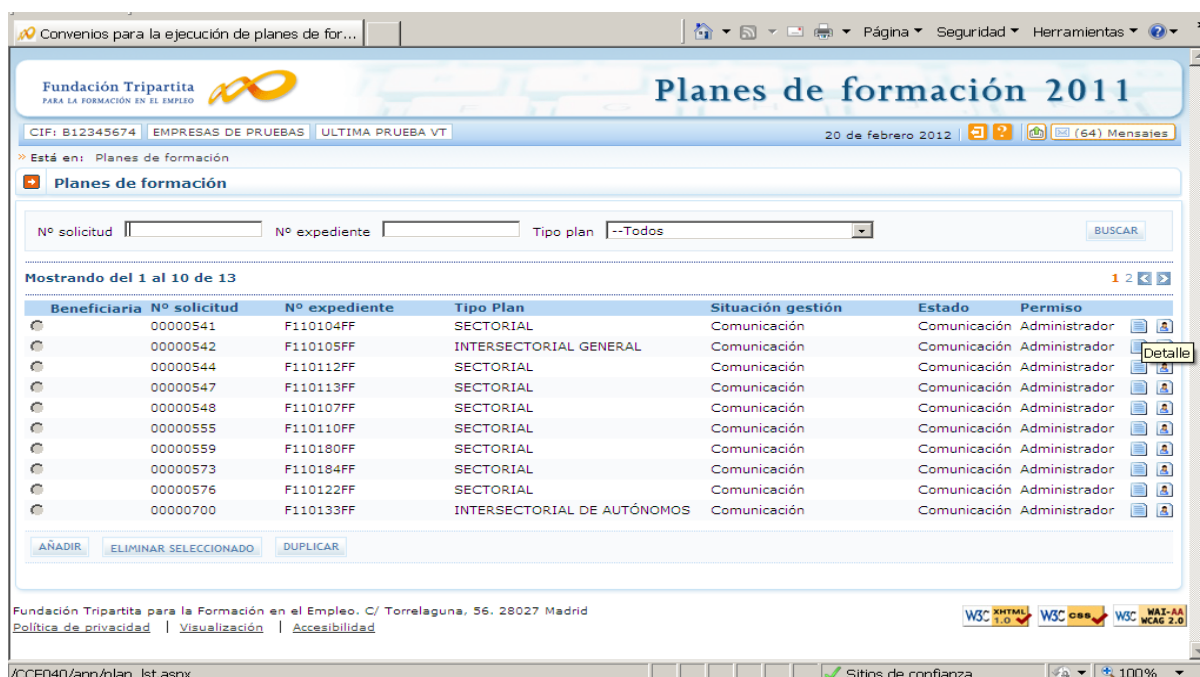 Convenios para la ejecución de planes de for...
Página Seguridad Herramientas
Fundación Tripartita
PARA LA FORMACIÓN EN EL EMPLEO
Planes de formación 2011
CIF: B12345674 EMPRESAS DE PRUEBAS ULTIMA PRUEBA VT
20 de febrero 2012 | (64) Mensajes
» Está en: Planes de formación
Planes de formación
Nº solicitud Nº expediente Tipo plan --Todos BUSCAR
Mostrando del 1 al 10 de 13 1 2
Beneficiaria Nº solicitud Nº expediente Tipo Plan Situación gestión Estado Permiso
00000541 F110104FF SECTORIAL Comunicación Comunicación Administrador
00000542 F110105FF INTERSECTORIAL GENERAL Comunicación Comunicación Administrador
Detalle
00000544 F110112FF SECTORIAL Comunicación Comunicación Administrador
00000547 F110113FF SECTORIAL Comunicación Comunicación Administrador
00000548 F110107FF SECTORIAL Comunicación Comunicación Administrador
00000555 F110110FF SECTORIAL Comunicación Comunicación Administrador
00000559 F110180FF SECTORIAL Comunicación Comunicación Administrador
00000573 F110184FF SECTORIAL Comunicación Comunicación Administrador
00000576 F110122FF SECTORIAL Comunicación Comunicación Administrador
00000700 F110133FF INTERSECTORIAL DE AUTÓNOMOS Comunicación Comunicación Administrador
AÑADIR ELIMINAR SELECCIONADO DUPLICAR
Fundación Tripartita para la Formación en el Empleo. C/ Torrelaguna, 56. 28027 Madrid
Política de privacidad | Visualización | Accesibilidad
W3C XHTML 1.0 W3C CSS W3C WAI-AA WCAG 2.0
/CCE040/app/plan_lst.aspx Sitios de confianza 100%